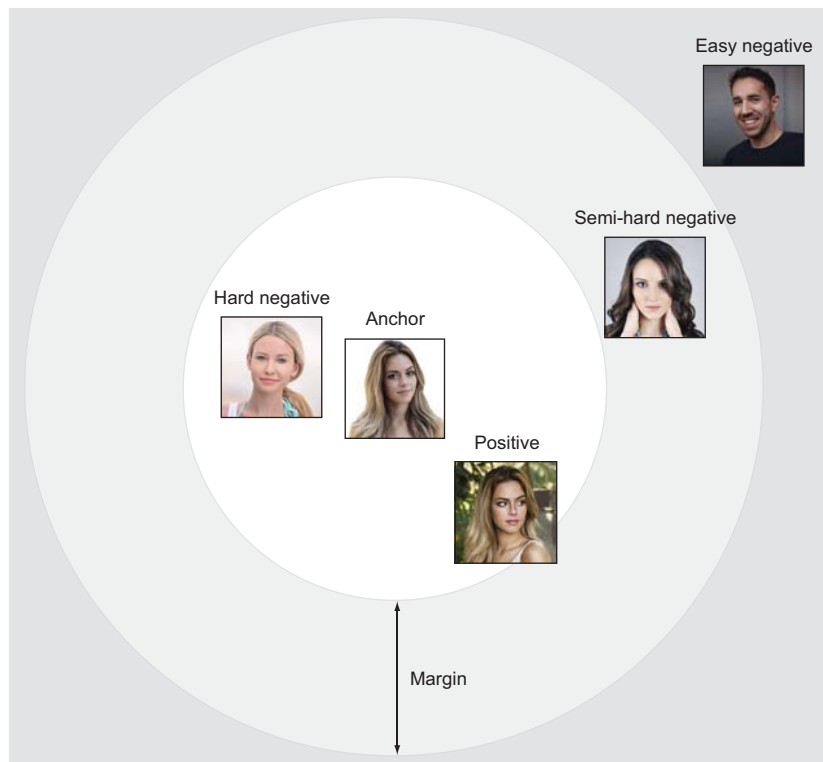 Easy negative
Semi-hard negative
Hard negative
Anchor
Positive
Margin